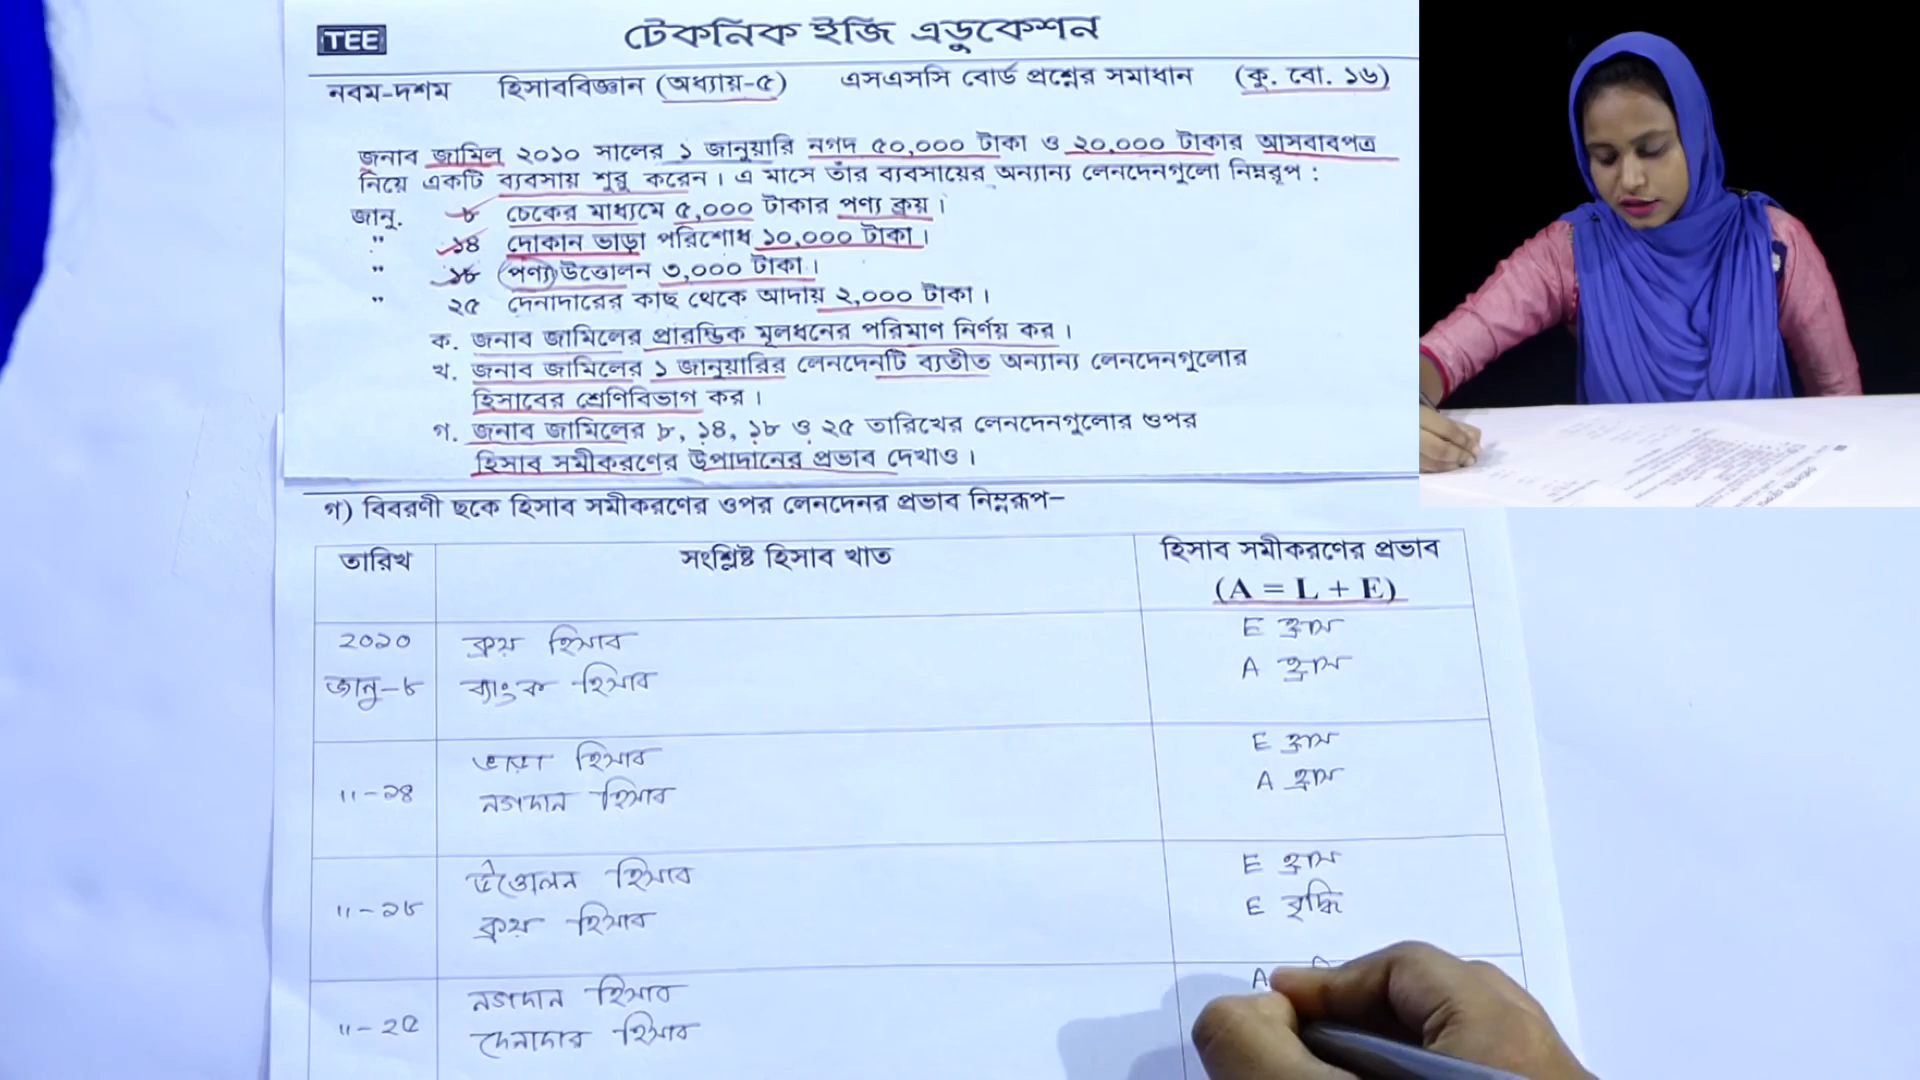 TEE
টেকনিক ইজি এডুকেশন
নবম-দশম হিসাববিজ্ঞান (অধ্যায়-৫) এসএসসি বোর্ড প্রশ্নের সমাধান (কু. বো. ১৬)
জনাব জামিল ২০১০ সালের ১ জানুয়ারি নগদ ৫০,০০০ টাকা ও ২০,০০০ টাকার আসবাবপত্র
নিয়ে একটি ব্যবসায় শুরু করেন। এ মাসে তাঁর ব্যবসায়ের অন্যান্য লেনদেনগুলো নিম্নরূপ :
জানু. ৮ চেকের মাধ্যমে ৫,০০০ টাকার পণ্য ক্রয়।
" ১৪ দোকান ভাড়া পরিশোধ ১০,০০০ টাকা।
" ১৮ পণ্য উত্তোলন ৩,০০০ টাকা।
" ২৫ দেনাদারের কাছ থেকে আদায় ২,০০০ টাকা।
ক. জনাব জামিলের প্রারম্ভিক মূলধনের পরিমাণ নির্ণয় কর।
খ. জনাব জামিলের ১ জানুয়ারির লেনদেনটি ব্যতীত অন্যান্য লেনদেনগুলোর
হিসাবের শ্রেণিবিভাগ কর।
গ. জনাব জামিলের ৮, ১৪, ১৮ ও ২৫ তারিখের লেনদেনগুলোর ওপর
হিসাব সমীকরণের উপাদানের প্রভাব দেখাও।
গ) বিবরণী ছকে হিসাব সমীকরণের ওপর লেনদেনর প্রভাব নিম্নরূপ–
তারিখ সংশ্লিষ্ট হিসাব খাত হিসাব সমীকরণের প্রভাব
(A = L + E)
২০১০ ক্রয় হিসাব E হ্রাস
জানু-৮ ব্যাংক হিসাব A হ্রাস
ভাড়া হিসাব E হ্রাস
"-১৪ নগদান হিসাব A হ্রাস
উত্তোলন হিসাব E হ্রাস
"-১৮ ক্রয় হিসাব E বৃদ্ধি
নগদান হিসাব A
"-২৫ দেনাদার হিসাব